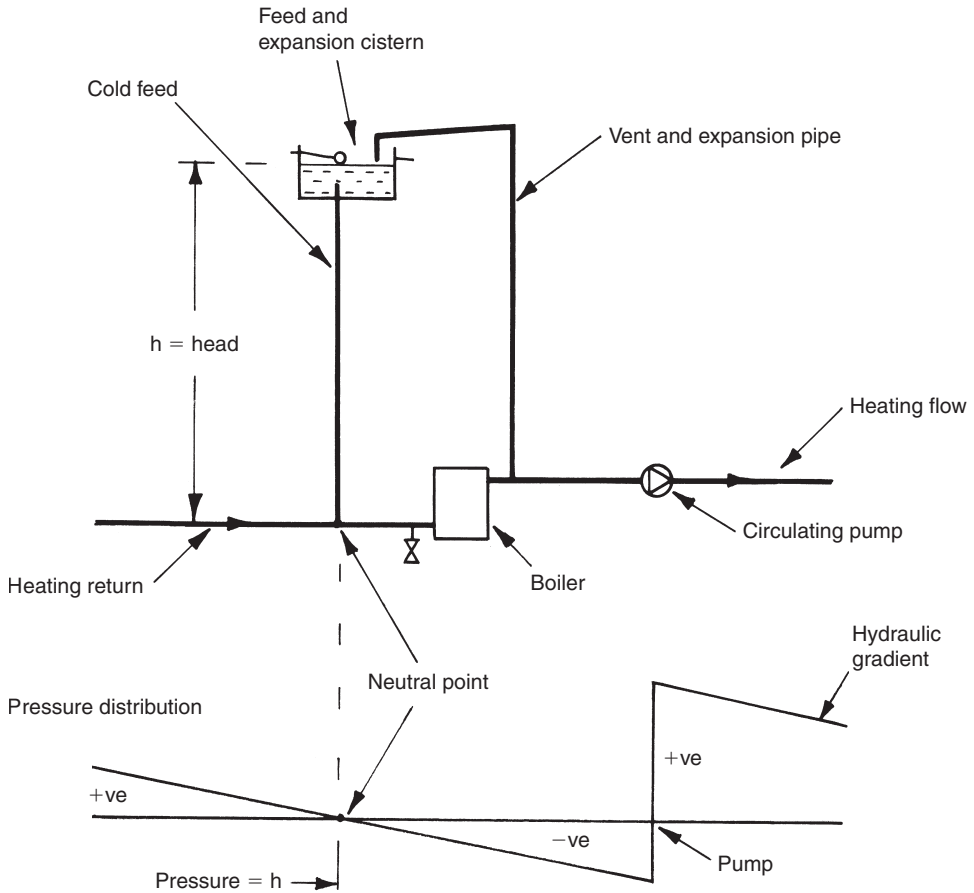 Feed and
expansion cistern
Cold feed
Vent and expansion pipe
h = head
Heating flow
Circulating pump
Heating return
Boiler
Hydraulic
gradient
Neutral point
Pressure distribution
+ve
+ve
−ve
Pump
Pressure = h